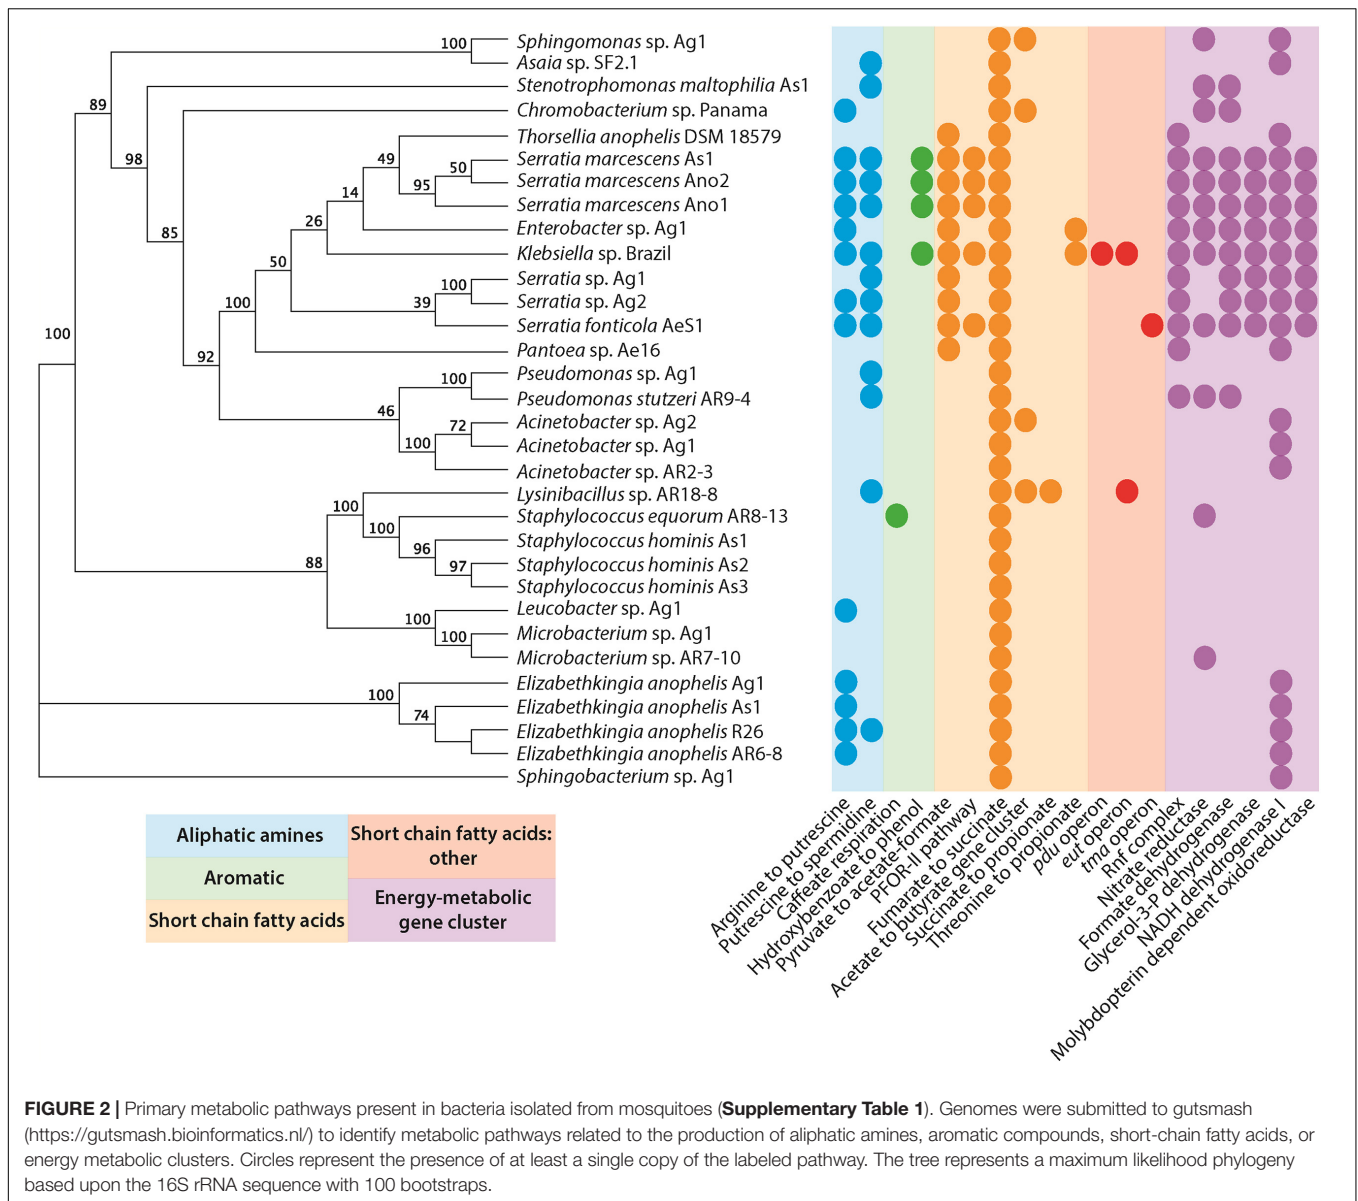 100
Sphingomonas sp. Ag1
Asaia sp. SF2.1
Stenotrophomonas maltophilia As1
89
Chromobacterium sp. Panama
98
Thorsellia anophelis DSM 18579
49
50
Serratia marcescens As1
95
Serratia marcescens Ano2
14
Serratia marcescens Ano1
26
Enterobacter sp. Ag1
85
Klebsiella sp. Brazil
50
Serratia sp. Ag1
100
39
Serratia sp. Ag2
100
Serratia fonticola AeS1
100
Pantoea sp. Ae16
92
100
Pseudomonas sp. Ag1
46
Pseudomonas stutzeri AR9-4
72
Acinetobacter sp. Ag2
100
Acinetobacter sp. Ag1
Acinetobacter sp. AR2-3
100
Lysinibacillus sp. AR18-8
100
Staphylococcus equorum AR8-13
96
Staphylococcus hominis As1
88
97
Staphylococcus hominis As2
Staphylococcus hominis As3
100
Leucobacter sp. Ag1
100
Microbacterium sp. Ag1
Microbacterium sp. AR7-10
100
Elizabethkingia anophelis Ag1
74
Elizabethkingia anophelis As1
Elizabethkingia anophelis R26
Elizabethkingia anophelis AR6-8
Sphingobacterium sp. Ag1
Arginine to putrescine
Putrescine to spermidine
Caffeate respiration
Hydroxybenzoate to phenol
Pyruvate to acetate-formate
PFOR-II pathway
Fumarate to succinate
Acetate to butyrate gene cluster
Succinate to propionate
Threonine to propionate
pdu operon
eut operon
tma operon
Rnf complex
Nitrate reductase
Formate dehydrogenase
Glycerol-3-P dehydrogenase
NADH dehydrogenase I
Molybdopterin dependent oxidoreductase
Aliphatic amines
Aromatic
Short chain fatty acids
Short chain fatty acids:
other
Energy-metabolic
gene cluster
FIGURE 2 | Primary metabolic pathways present in bacteria isolated from mosquitoes (Supplementary Table 1). Genomes were submitted to gutsmash
(https://gutsmash.bioinformatics.nl/) to identify metabolic pathways related to the production of aliphatic amines, aromatic compounds, short-chain fatty acids, or
energy metabolic clusters. Circles represent the presence of at least a single copy of the labeled pathway. The tree represents a maximum likelihood phylogeny
based upon the 16S rRNA sequence with 100 bootstraps.